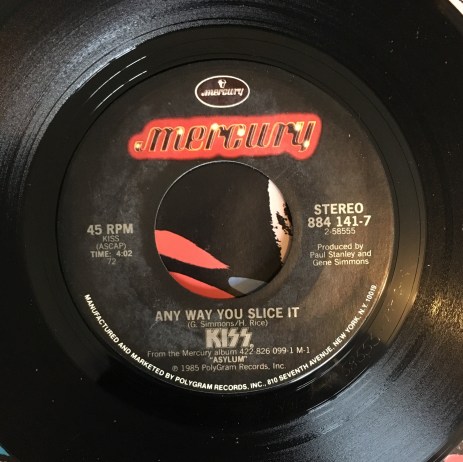 mercury
mercury
45 RPM
KISS
(ASCAP)
TIME: 4:02
72
STEREO
884 141-7
2-58555
Produced by
Paul Stanley and
Gene Simmons
ANY WAY YOU SLICE IT
(G. Simmons/H. Rice)
KISS
From the Mercury album 422-826 099-1 M-1
"ASYLUM"
℗ 1985 PolyGram Records, Inc.
MANUFACTURED AND MARKETED BY POLYGRAM RECORDS, INC., 810 SEVENTH AVENUE, NEW YORK, N.Y. 10019